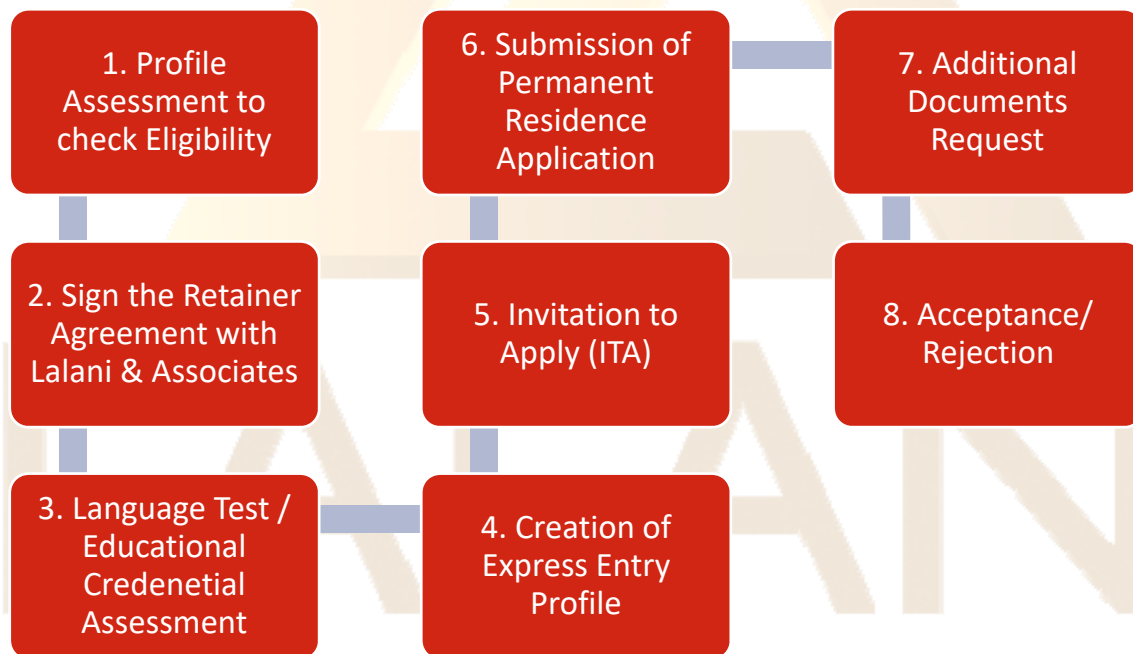 1. Profile
Assessment to
check Eligibility
2. Sign the Retainer
Agreement with
Lalani & Associates
3. Language Test /
Educational
Credenetial
Assessment
4. Creation of
Express Entry
Profile
5. Invitation to
Apply (ITA)
6. Submission of
Permanent
Residence
Application
7. Additional
Documents
Request
8. Acceptance/
Rejection